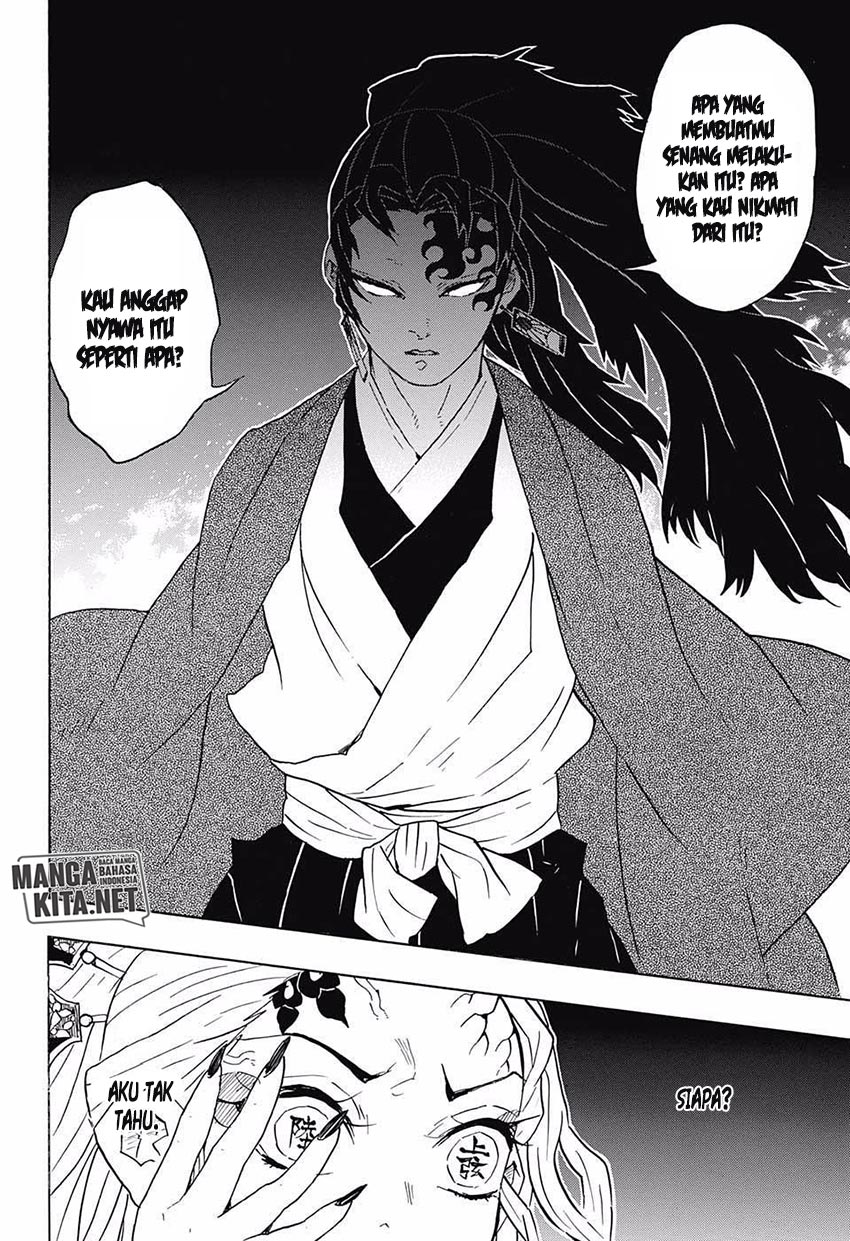 APA YANG
MEMBUATMU
SENANG MELAKU-
KAN ITU? APA
YANG KAU NIKMATI
DARI ITU?
KAU ANGGAP
NYAWA ITU
SEPERTI APA?
MANGA
KITA.NET
BACA MANGA
BAHASA
INDONESIA
SIAPA?
AKU TAK
TAHU.
上弦
陸